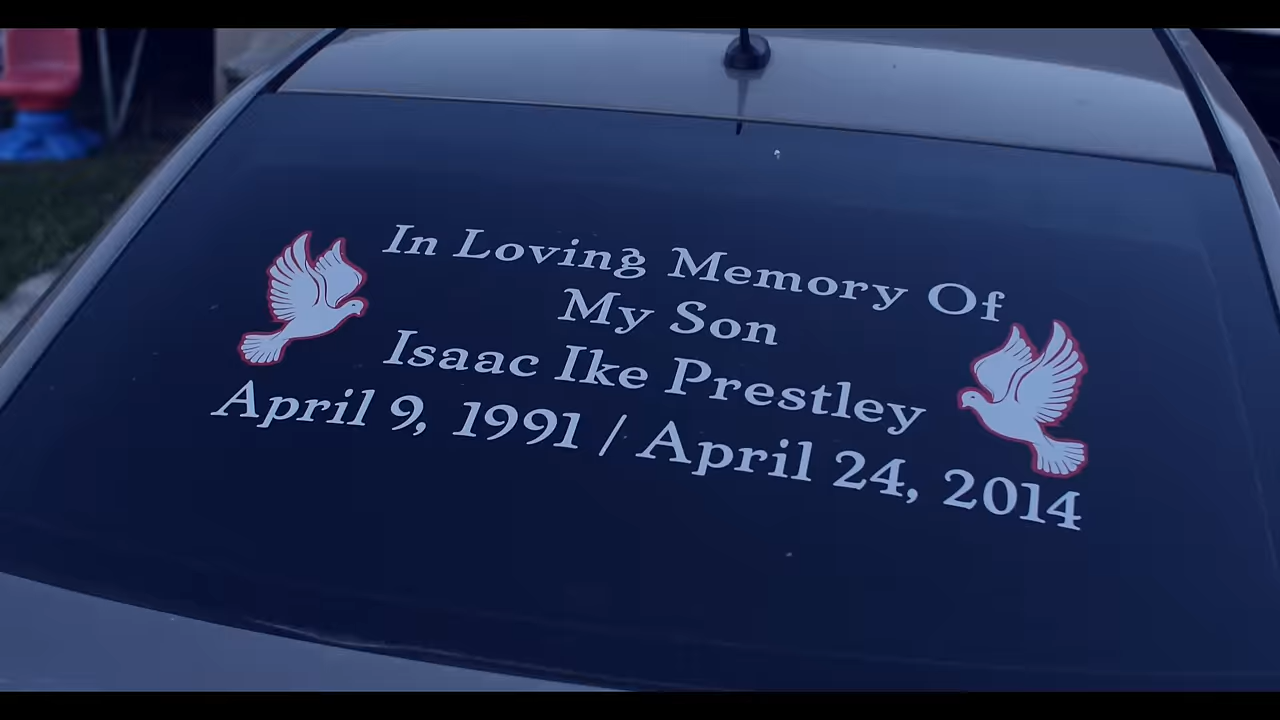 In Loving Memory Of
My Son
Isaac Ike Prestley
April 9, 1991 / April 24, 2014